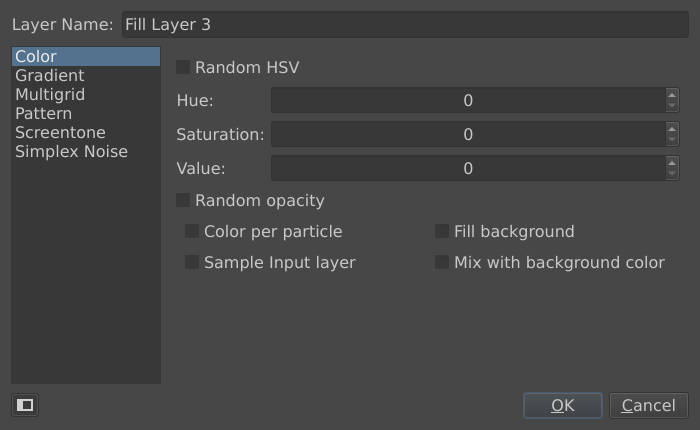 Layer Name: Fill Layer 3
Color
Gradient
Multigrid
Pattern
Screentone
Simplex Noise
Random HSV
Hue: 0
Saturation: 0
Value: 0
Random opacity
Color per particle Fill background
Sample Input layer Mix with background color
OK Cancel